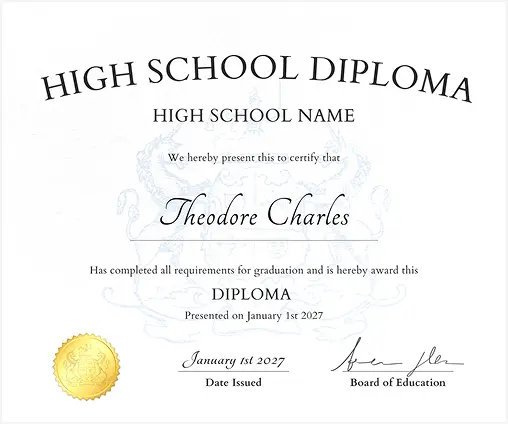 HIGH SCHOOL DIPLOMA
HIGH SCHOOL NAME
We hereby present this to certify that
Theodore Charles
Has completed all requirements for graduation and is hereby award this
DIPLOMA
Presented on January 1st 2027
January 1st 2027
Date Issued
Board of Education